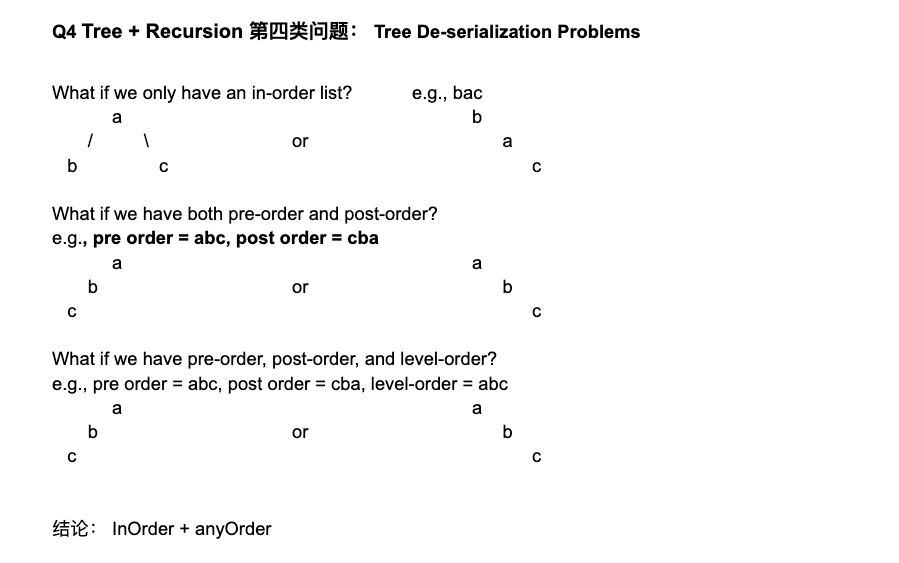 Q4 Tree + Recursion 第四类问题： Tree De-serialization Problems
What if we only have an in-order list? e.g., bac
a b
/ \ or a
b c c
What if we have both pre-order and post-order?
e.g., pre order = abc, post order = cba
a a
b or b
c c
What if we have pre-order, post-order, and level-order?
e.g., pre order = abc, post order = cba, level-order = abc
a a
b or b
c c
结论： InOrder + anyOrder